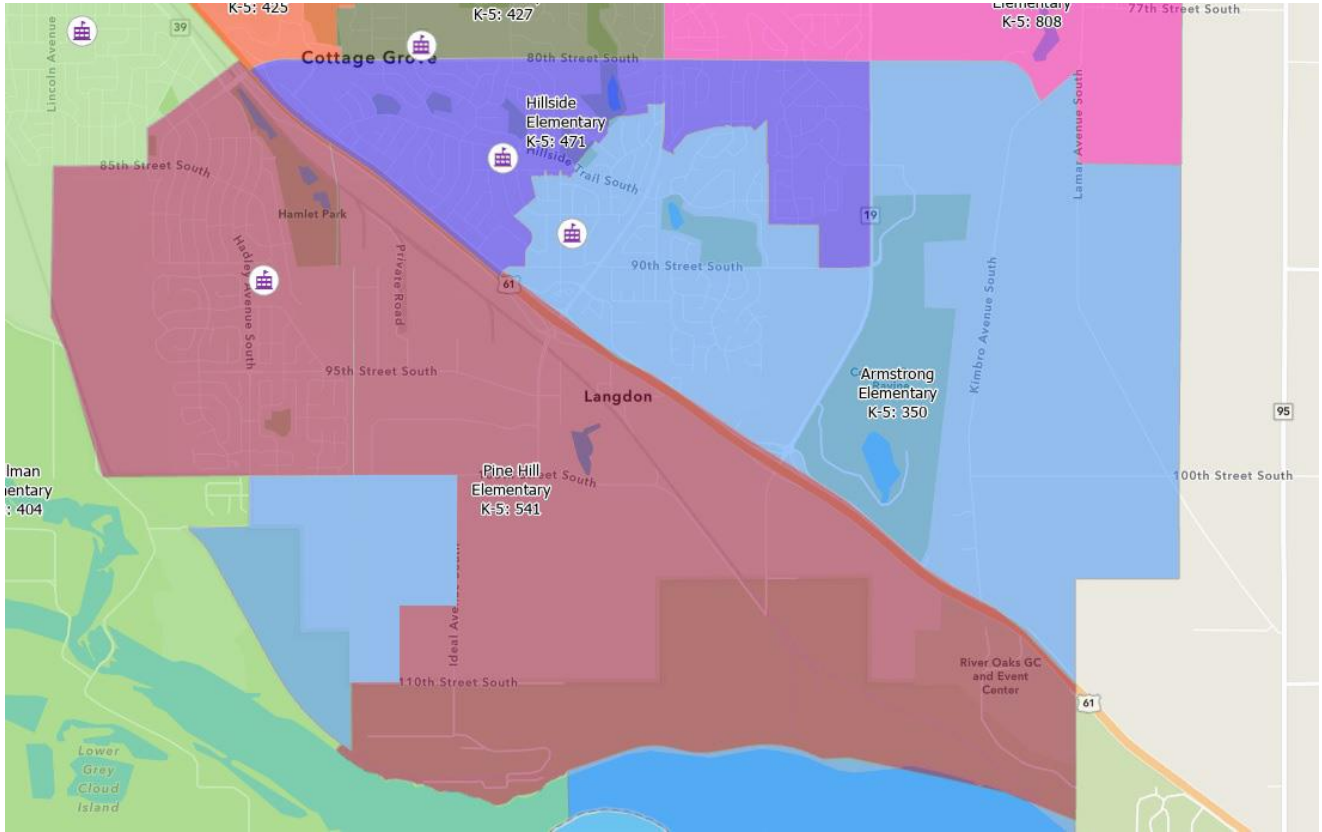 K-5: 425
K-5: 427
Elementary
K-5: 808
77th Street South
39
Lincoln Avenue
Cottage Grove
80th Street South
Hillside
Elementary
K-5: 471
Hillside Trail South
Lamar Avenue South
85th Street South
Hamlet Park
19
Hadley Avenue South
Private Road
90th Street South
61
Kimbro Avenue South
95th Street South
Langdon
Armstrong
Elementary
K-5: 350
Ravine
95
lman
entary
: 404
Pine Hill
Elementary
K-5: 541
Street South
100th Street South
Ideal Avenue South
110th Street South
River Oaks GC
and Event
Center
61
Lower
Grey
Cloud
Island